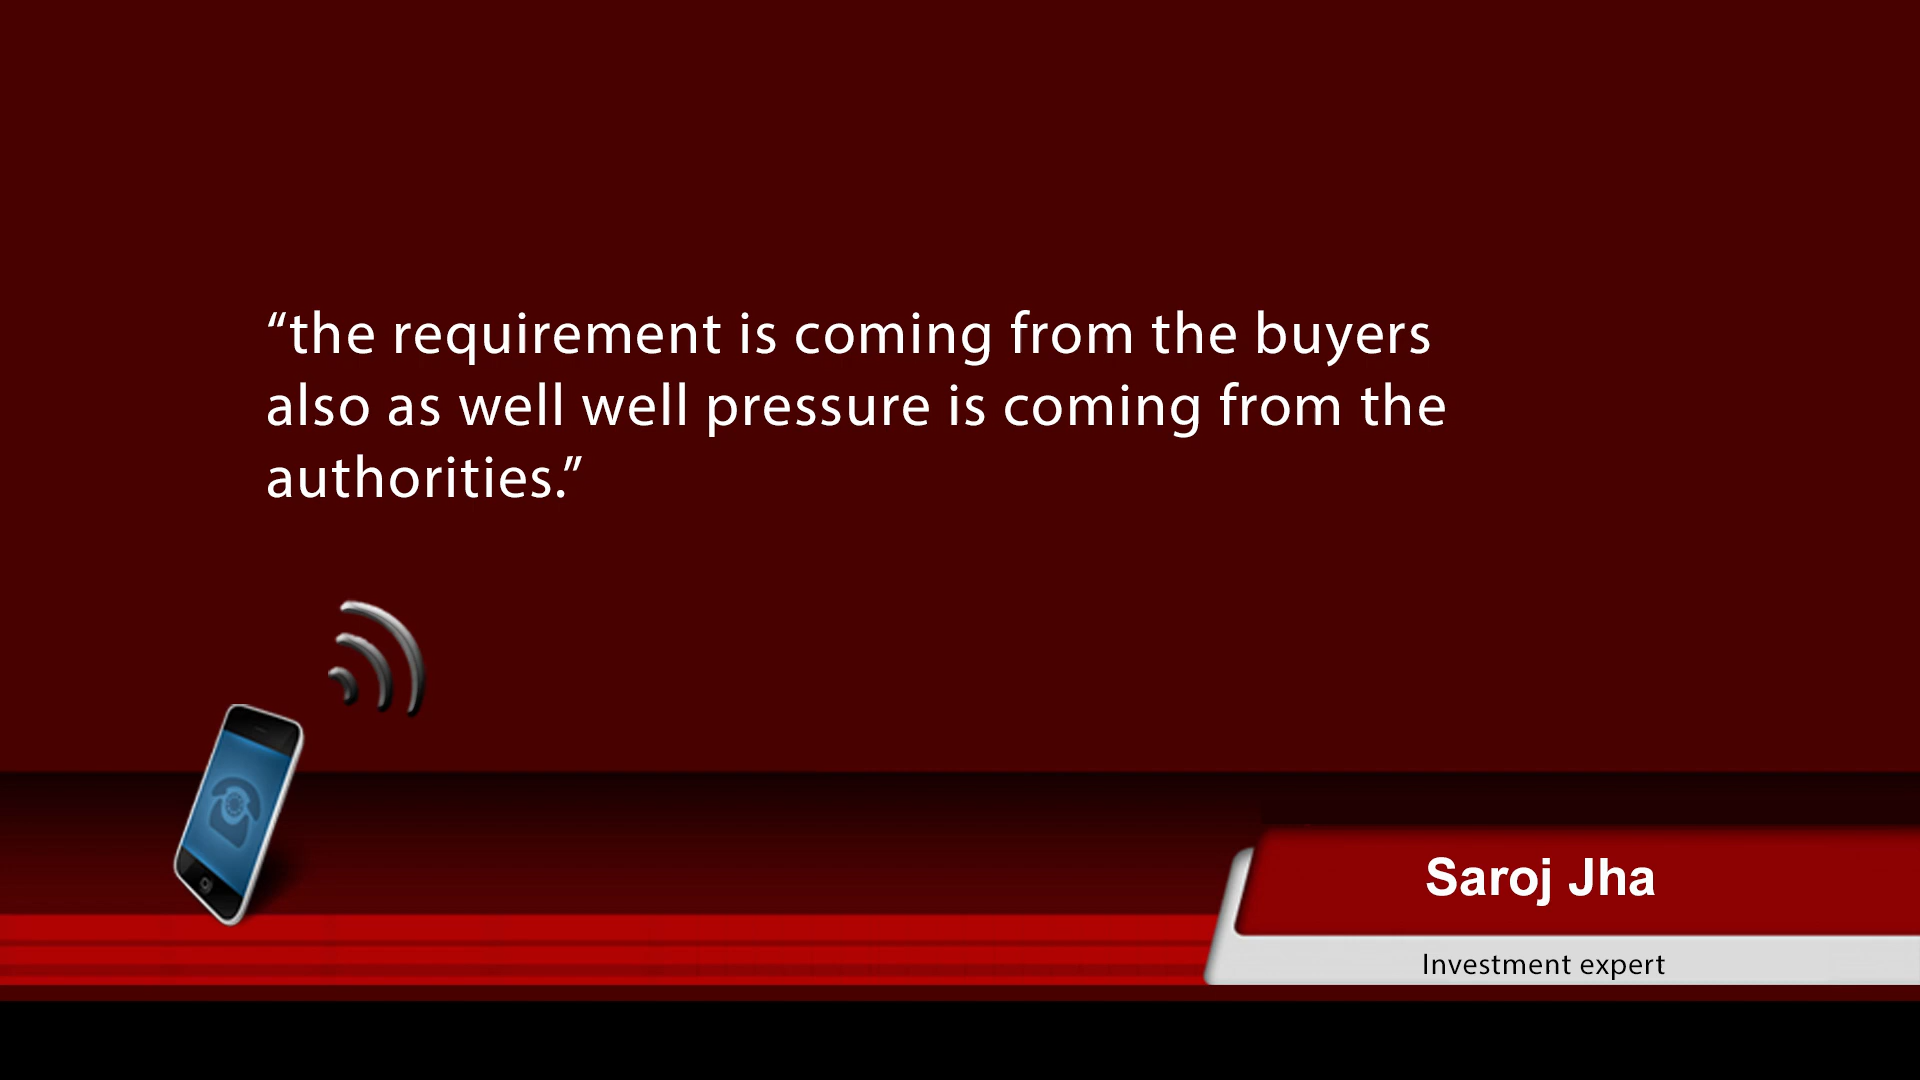 “the requirement is coming from the buyers
also as well well pressure is coming from the
authorities.”
Saroj Jha
Investment expert